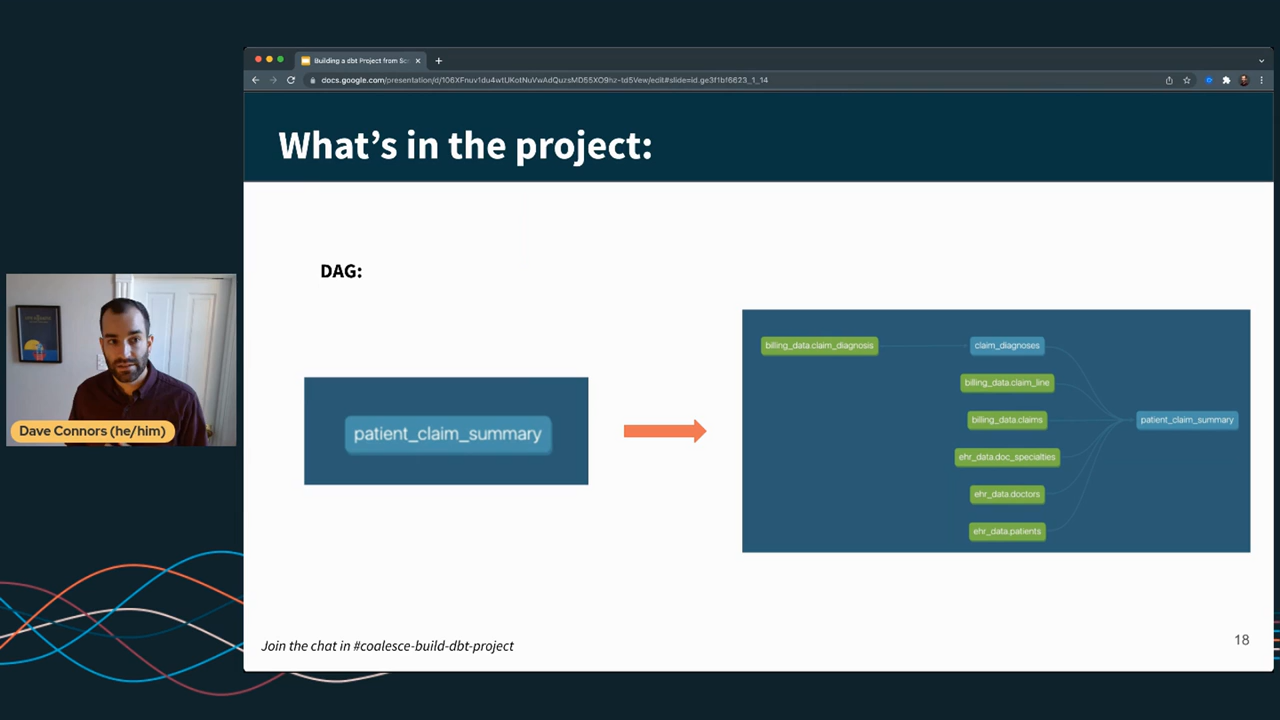 Building a dbt Project from Scr
docs.google.com/presentation/d/106XFnuv1du4wtUKotNuVwAdQuzsMD55XO9hz-td5Vew/edit#slide=id.ge3f1bf6623_1_14
What's in the project:
DAG:
patient_claim_summary
billing_data.claim_diagnosis
claim_diagnoses
billing_data.claim_line
billing_data.claims
patient_claim_summary
ehr_data.doc_specialties
ehr_data.doctors
ehr_data.patients
Dave Connors (he/him)
Join the chat in #coalesce-build-dbt-project
18